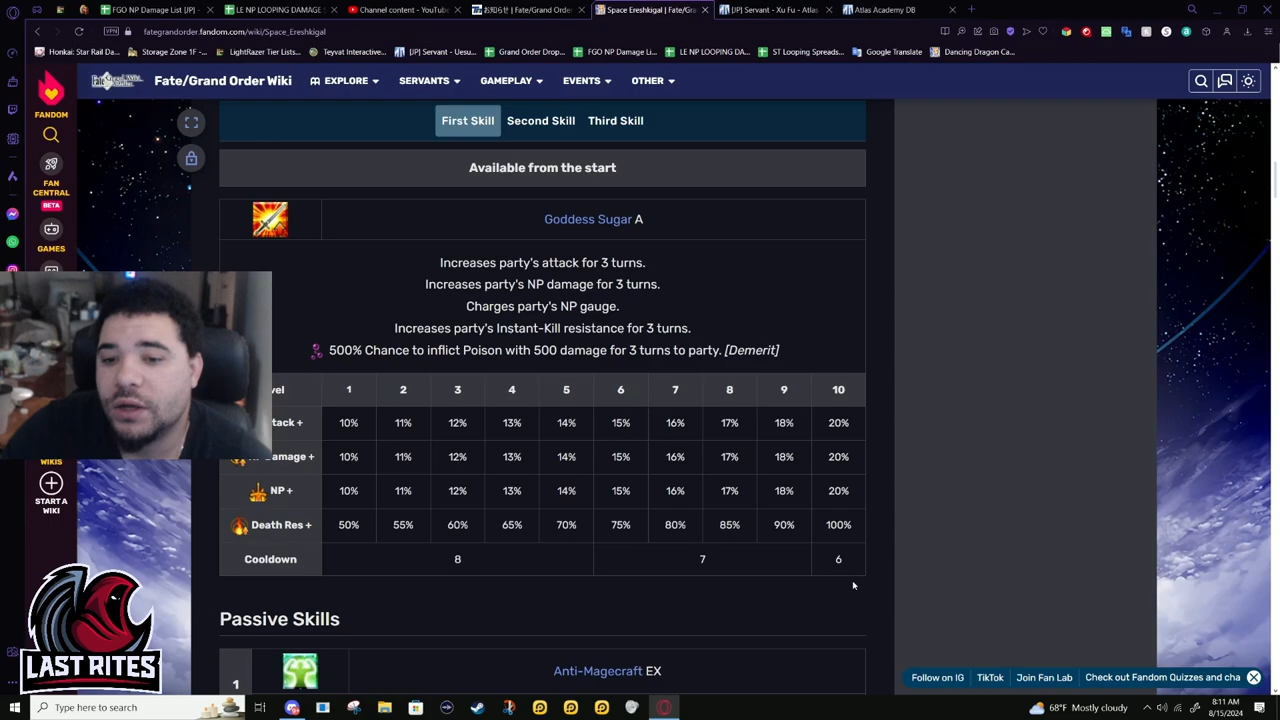 FGO NP Damage List [JP] -
LE NP LOOPING DAMAGE
Channel content - YouTube
お知らせ | Fate/Grand Order
Space Ereshkigal | Fate/Gra
[JP] Servant - Xu Fu - Atlas
Atlas Academy DB
VPN
fategrandorder.fandom.com/wiki/Space_Ereshkigal
Honkai: Star Rail Da...
Storage Zone 1F -...
LightRazer Tier Lists...
Teyvat Interactive...
[JP] Servant - Uesu...
Grand Order Drop...
FGO NP Damage Li...
LE NP LOOPING DA...
ST Looping Spreads...
Google Translate
Dancing Dragon Ca...
Fate/Grand Order Wiki
EXPLORE
SERVANTS
GAMEPLAY
EVENTS
OTHER
FANDOM
FAN CENTRAL
BETA
GAMES
WIKIS
START A WIKI
First Skill Second Skill Third Skill
Available from the start
Goddess Sugar A
Increases party's attack for 3 turns.
Increases party's NP damage for 3 turns.
Charges party's NP gauge.
Increases party's Instant-Kill resistance for 3 turns.
500% Chance to inflict Poison with 500 damage for 3 turns to party. [Demerit]
vel 1 2 3 4 5 6 7 8 9 10
tack + 10% 11% 12% 13% 14% 15% 16% 17% 18% 20%
Damage + 10% 11% 12% 13% 14% 15% 16% 17% 18% 20%
NP + 10% 11% 12% 13% 14% 15% 16% 17% 18% 20%
Death Res + 50% 55% 60% 65% 70% 75% 80% 85% 90% 100%
Cooldown 8 7 6
Passive Skills
1
Anti-Magecraft EX
LAST RITES
Follow on IG TikTok Join Fan Lab Check out Fandom Quizzes and cha
Type here to search
68°F Mostly cloudy
8:11 AM
8/15/2024